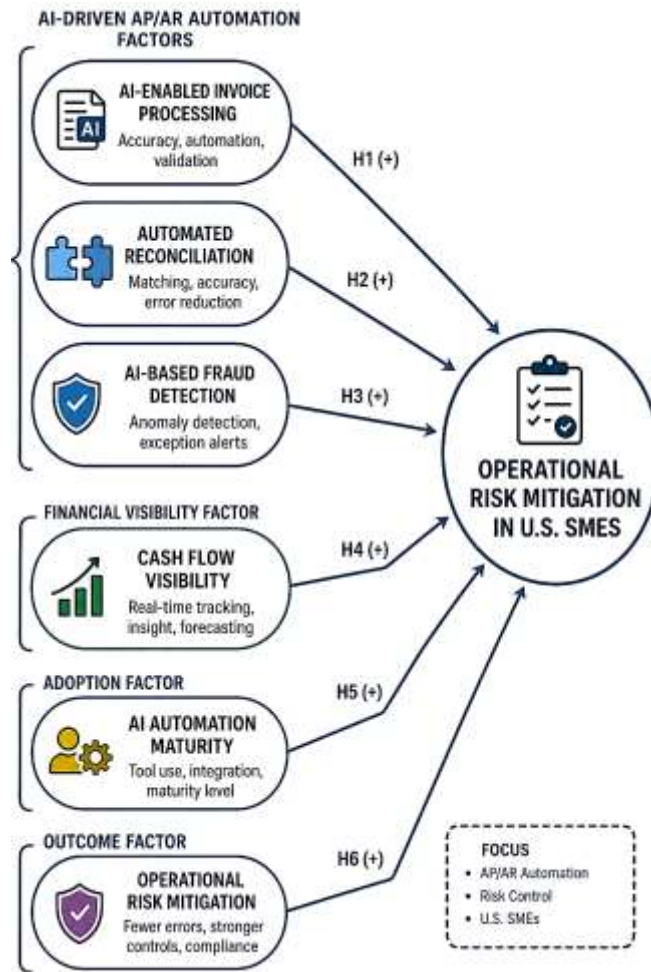 AI-DRIVEN AP/AR AUTOMATION
FACTORS
AI-ENABLED INVOICE
PROCESSING
Accuracy, automation,
validation
AI
H1 (+)
AUTOMATED
RECONCILIATION
Matching, accuracy,
error reduction
H2 (+)
AI-BASED FRAUD
DETECTION
Anomaly detection,
exception alerts
H3 (+)
OPERATIONAL
RISK MITIGATION
IN U.S. SMES
FINANCIAL VISIBILITY FACTOR
CASH FLOW
VISIBILITY
Real-time tracking,
insight, forecasting
H4 (+)
ADOPTION FACTOR
AI AUTOMATION
MATURITY
Tool use, integration,
maturity level
H5 (+)
OUTCOME FACTOR
OPERATIONAL
RISK MITIGATION
Fewer errors, stronger
controls, compliance
H6 (+)
FOCUS
• AP/AR Automation
• Risk Control
• U.S. SMEs